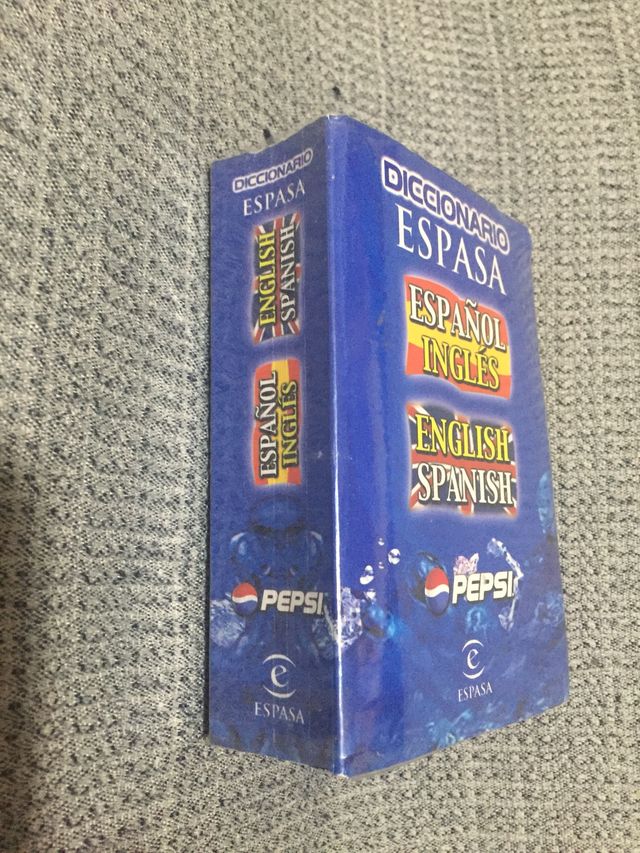 DICCIONARIO
ESPASA
ENGLISH
SPANISH
ESPAÑOL
INGLÉS
PEPSI
e
ESPASA
DICCIONARIO
ESPASA
ESPAÑOL
INGLÉS
ENGLISH
SPANISH
PEPSI
e
ESPASA